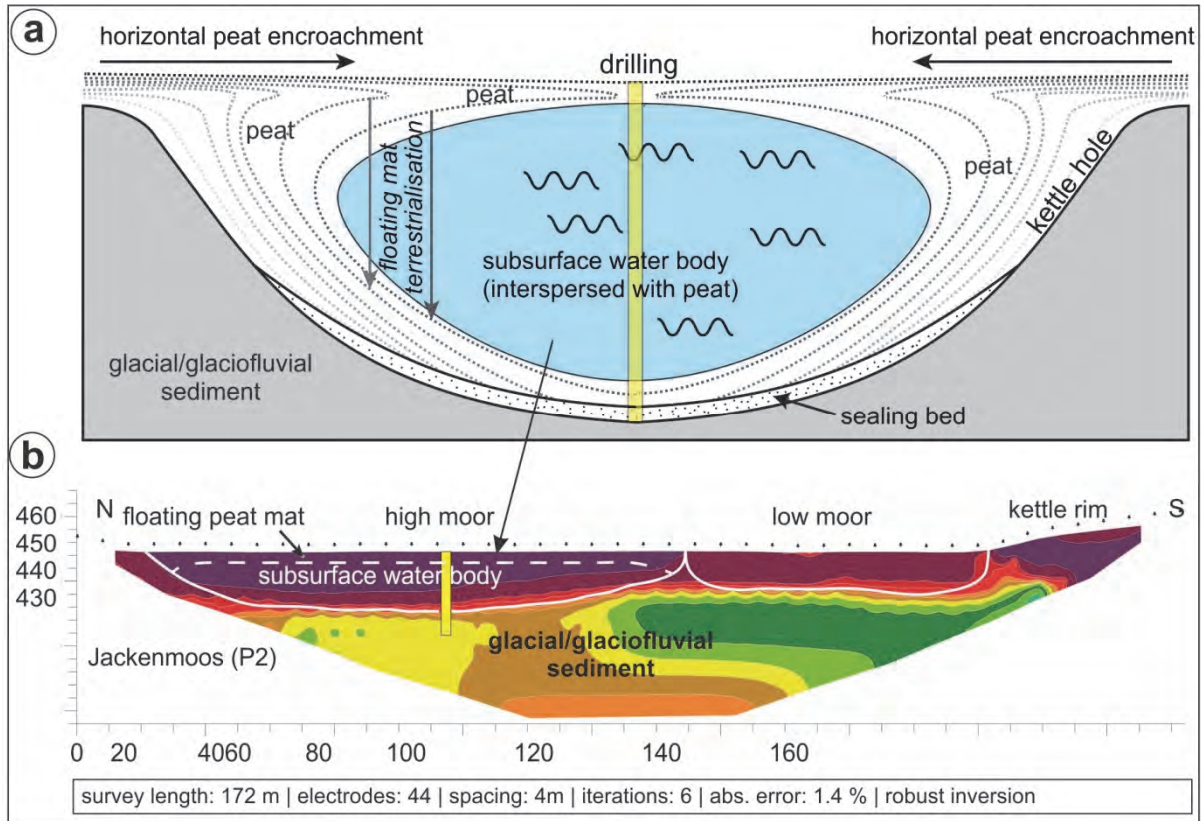 a
horizontal peat encroachment
horizontal peat encroachment
drilling
peat
peat
peat
floating mat
terrestrialisation
kettle hole
subsurface water body
(interspersed with peat)
glacial/glaciofluvial
sediment
sealing bed
b
N
floating peat mat
high moor
low moor
kettle rim
S
460
450
440
430
subsurface water body
glacial/glaciofluvial
sediment
Jackenmoos (P2)
0 20 4060 80 100 120 140 160
survey length: 172 m | electrodes: 44 | spacing: 4m | iterations: 6 | abs. error: 1.4 % | robust inversion